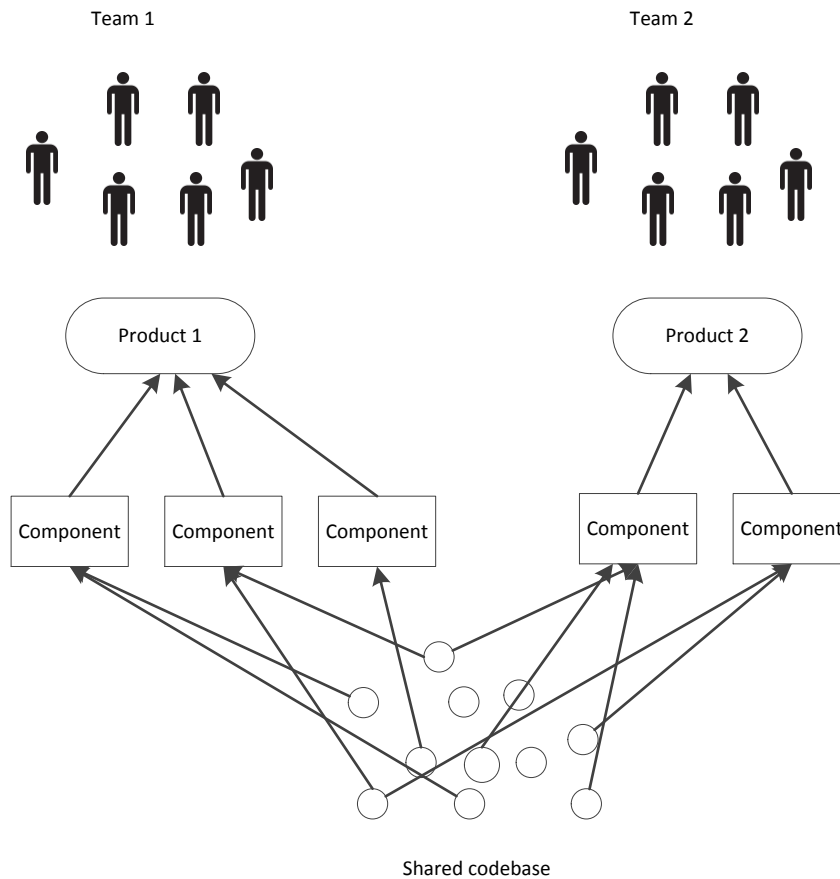 Team 1
Team 2
Product 1
Product 2
Component
Component
Component
Component
Component
Shared codebase